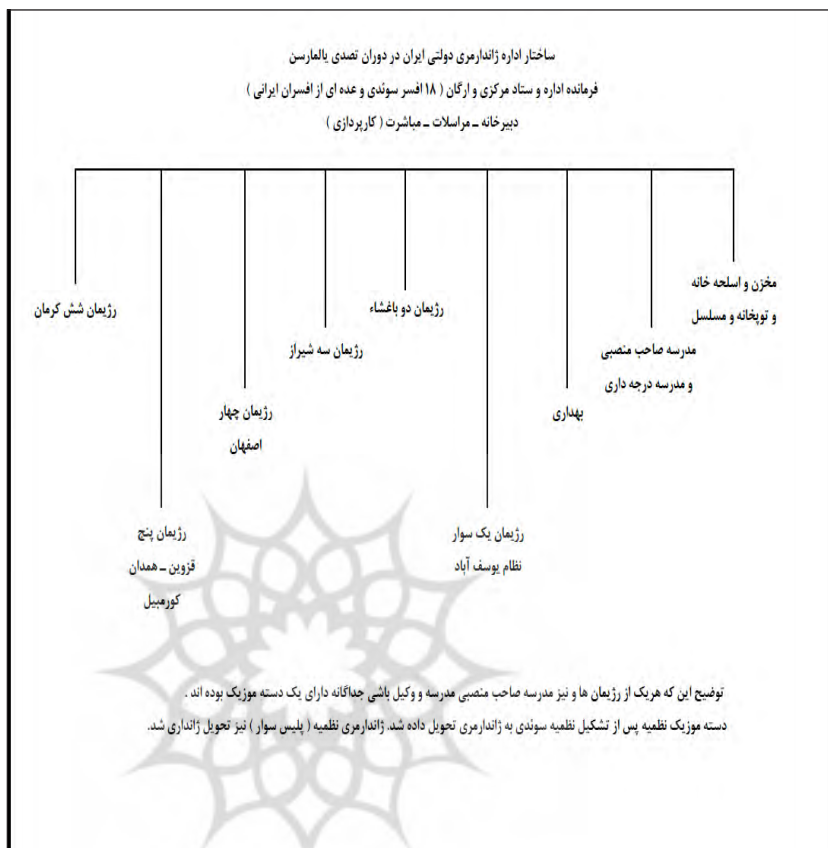 ساختار اداره ژاندارمری دولتی ایران در دوران تصدی یالمارسن
فرمانده اداره و ستاد مرکزی و ارگان ( ۱۸ افسر سوئدی و عده ای از افسران ایرانی )
دبیرخانه ـ مراسلات ـ مباشرت ( کارپردازی )
مخزن و اسلحه خانه
و توپخانه و مسلسل
مدرسه صاحب منصبی
و مدرسه درجه داری
بهداری
رژیمان یک سوار
نظام یوسف آباد
رژیمان دو باغشاء
رژیمان سه شیراز
رژیمان چهار
اصفهان
رژیمان پنج
قزوین ـ همدان
کورمبیل
رژیمان شش کرمان
توضیح این که هریک از رژیمان ها و نیز مدرسه صاحب منصبی مدرسه و وکیل باشی جداگانه دارای یک دسته موزیک بوده اند .
دسته موزیک نظمیه پس از تشکیل نظمیه سوئدی به ژاندارمری تحویل داده شد. ژاندارمری نظمیه ( پلیس سوار ) نیز تحویل ژانداری شد.